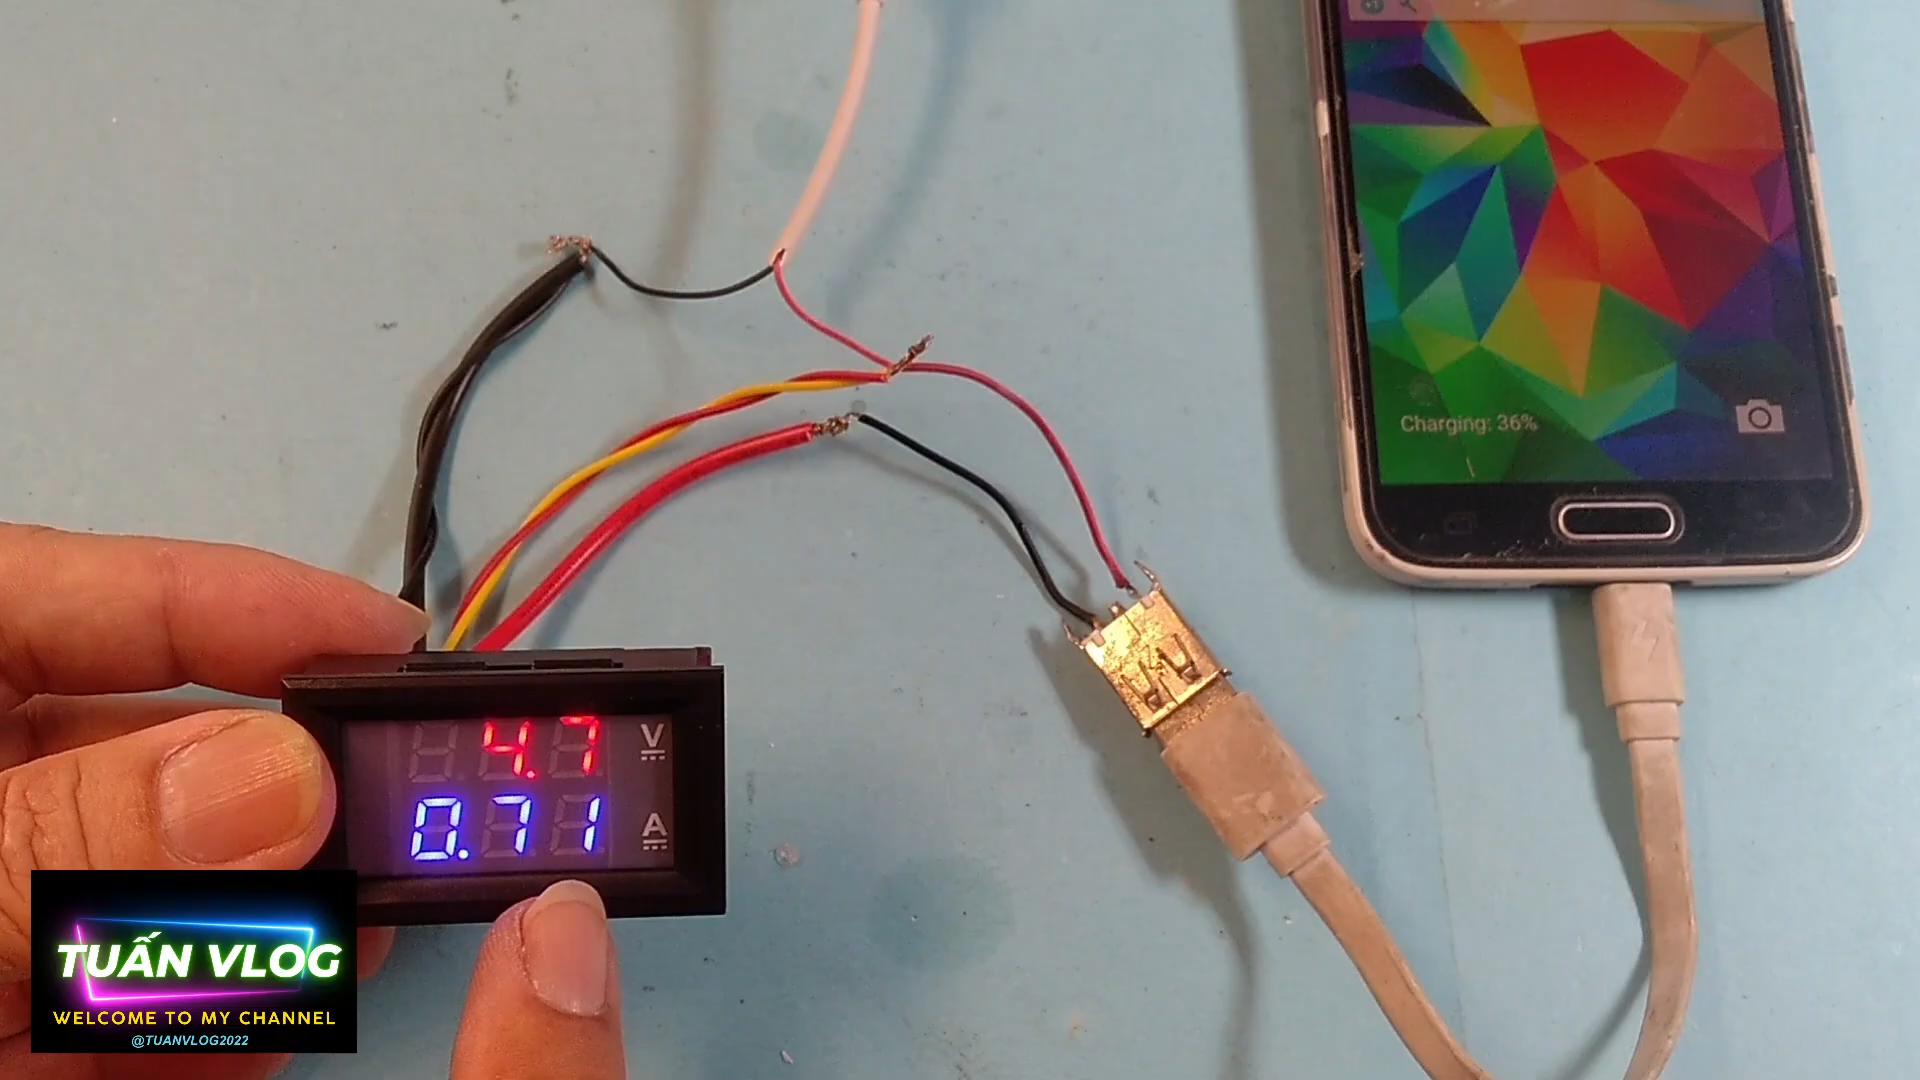 Charging: 36%
4.7 V
0.71 A
TUẤN VLOG
WELCOME TO MY CHANNEL
@TUANVLOG2022